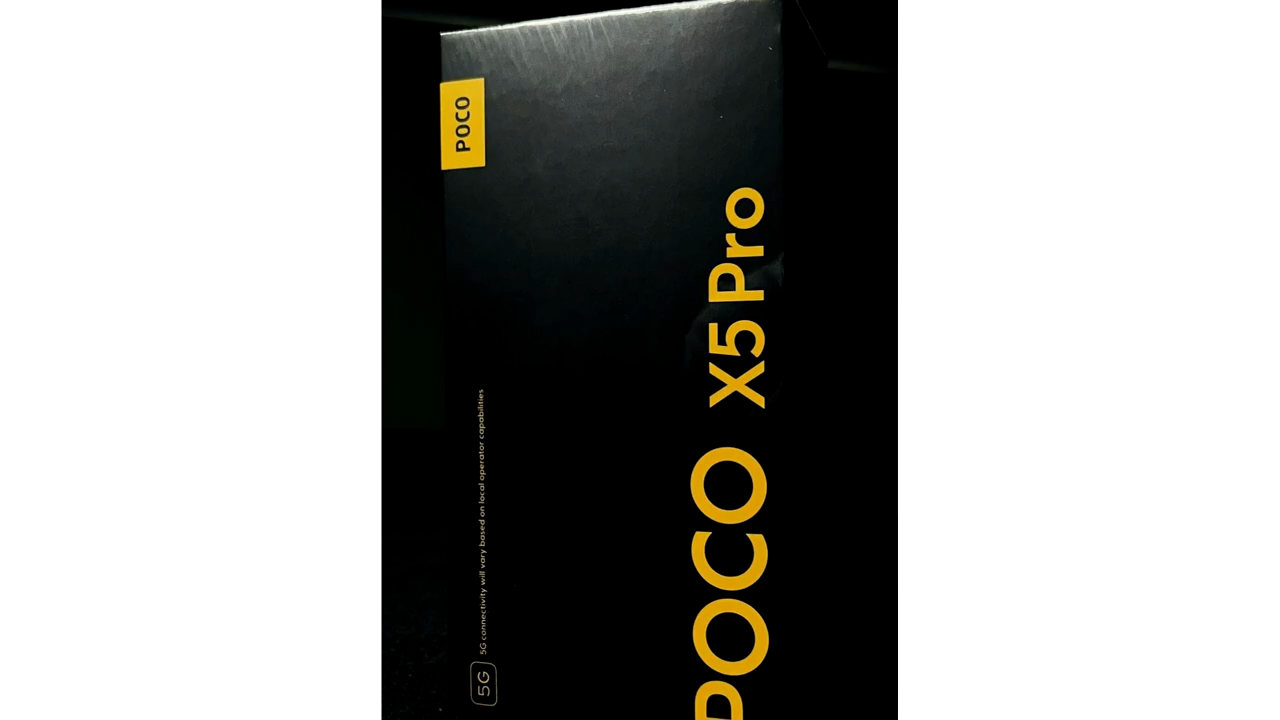 POCO
POCO X5 Pro
5G 5G connectivity will vary based on local operator capabilities